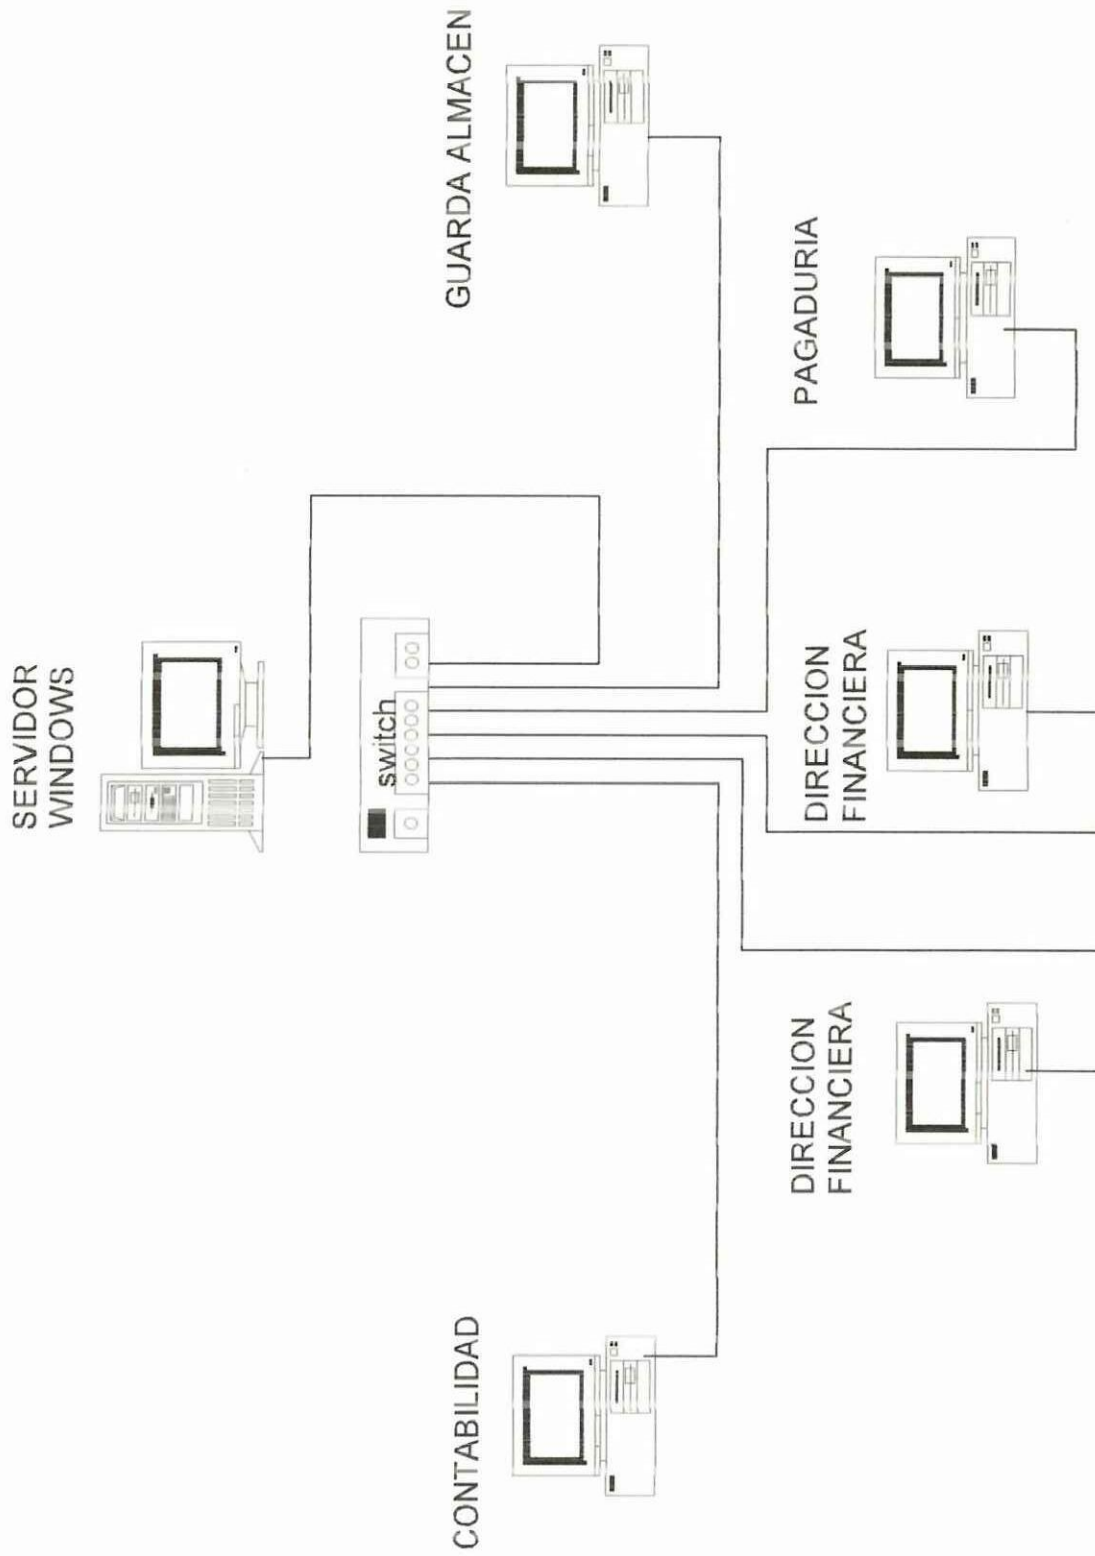 SERVIDOR
WINDOWS
switch
CONTABILIDAD
GUARDA ALMACEN
DIRECCION
FINANCIERA
DIRECCION
FINANCIERA
PAGADURIA